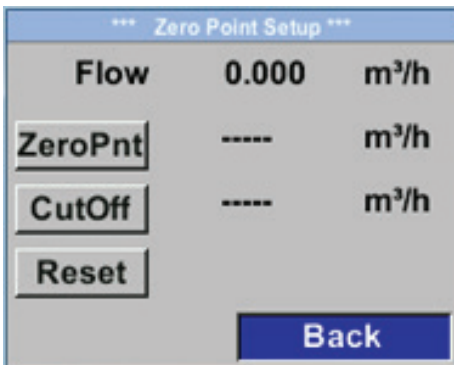 *** Zero Point Setup ***
Flow 0.000 m³/h
ZeroPnt ----- m³/h
CutOff ----- m³/h
Reset
Back